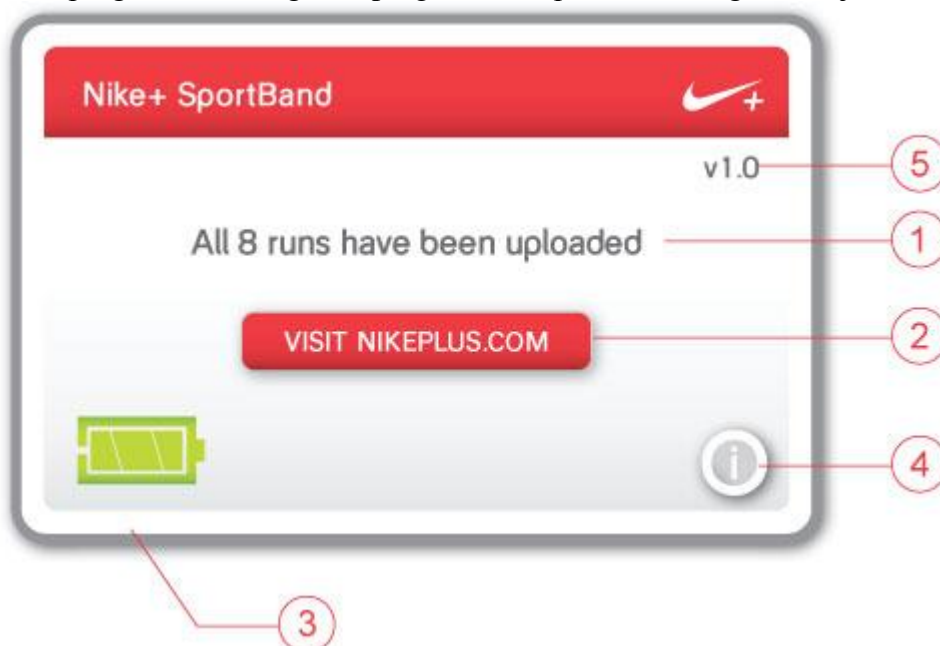 Nike+ SportBand
+
v1.0
5
All 8 runs have been uploaded
1
VISIT NIKEPLUS.COM
2
i
4
3